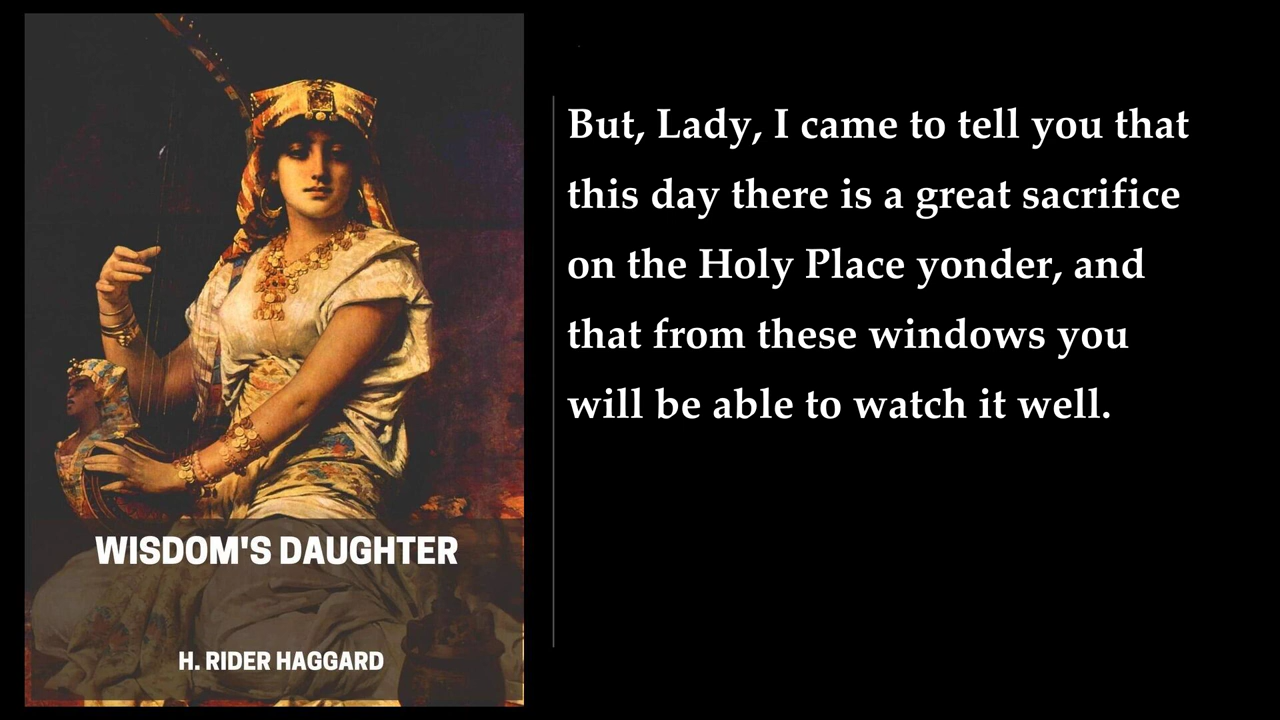 WISDOM'S DAUGHTER
H. RIDER HAGGARD
But, Lady, I came to tell you that
this day there is a great sacrifice
on the Holy Place yonder, and
that from these windows you
will be able to watch it well.